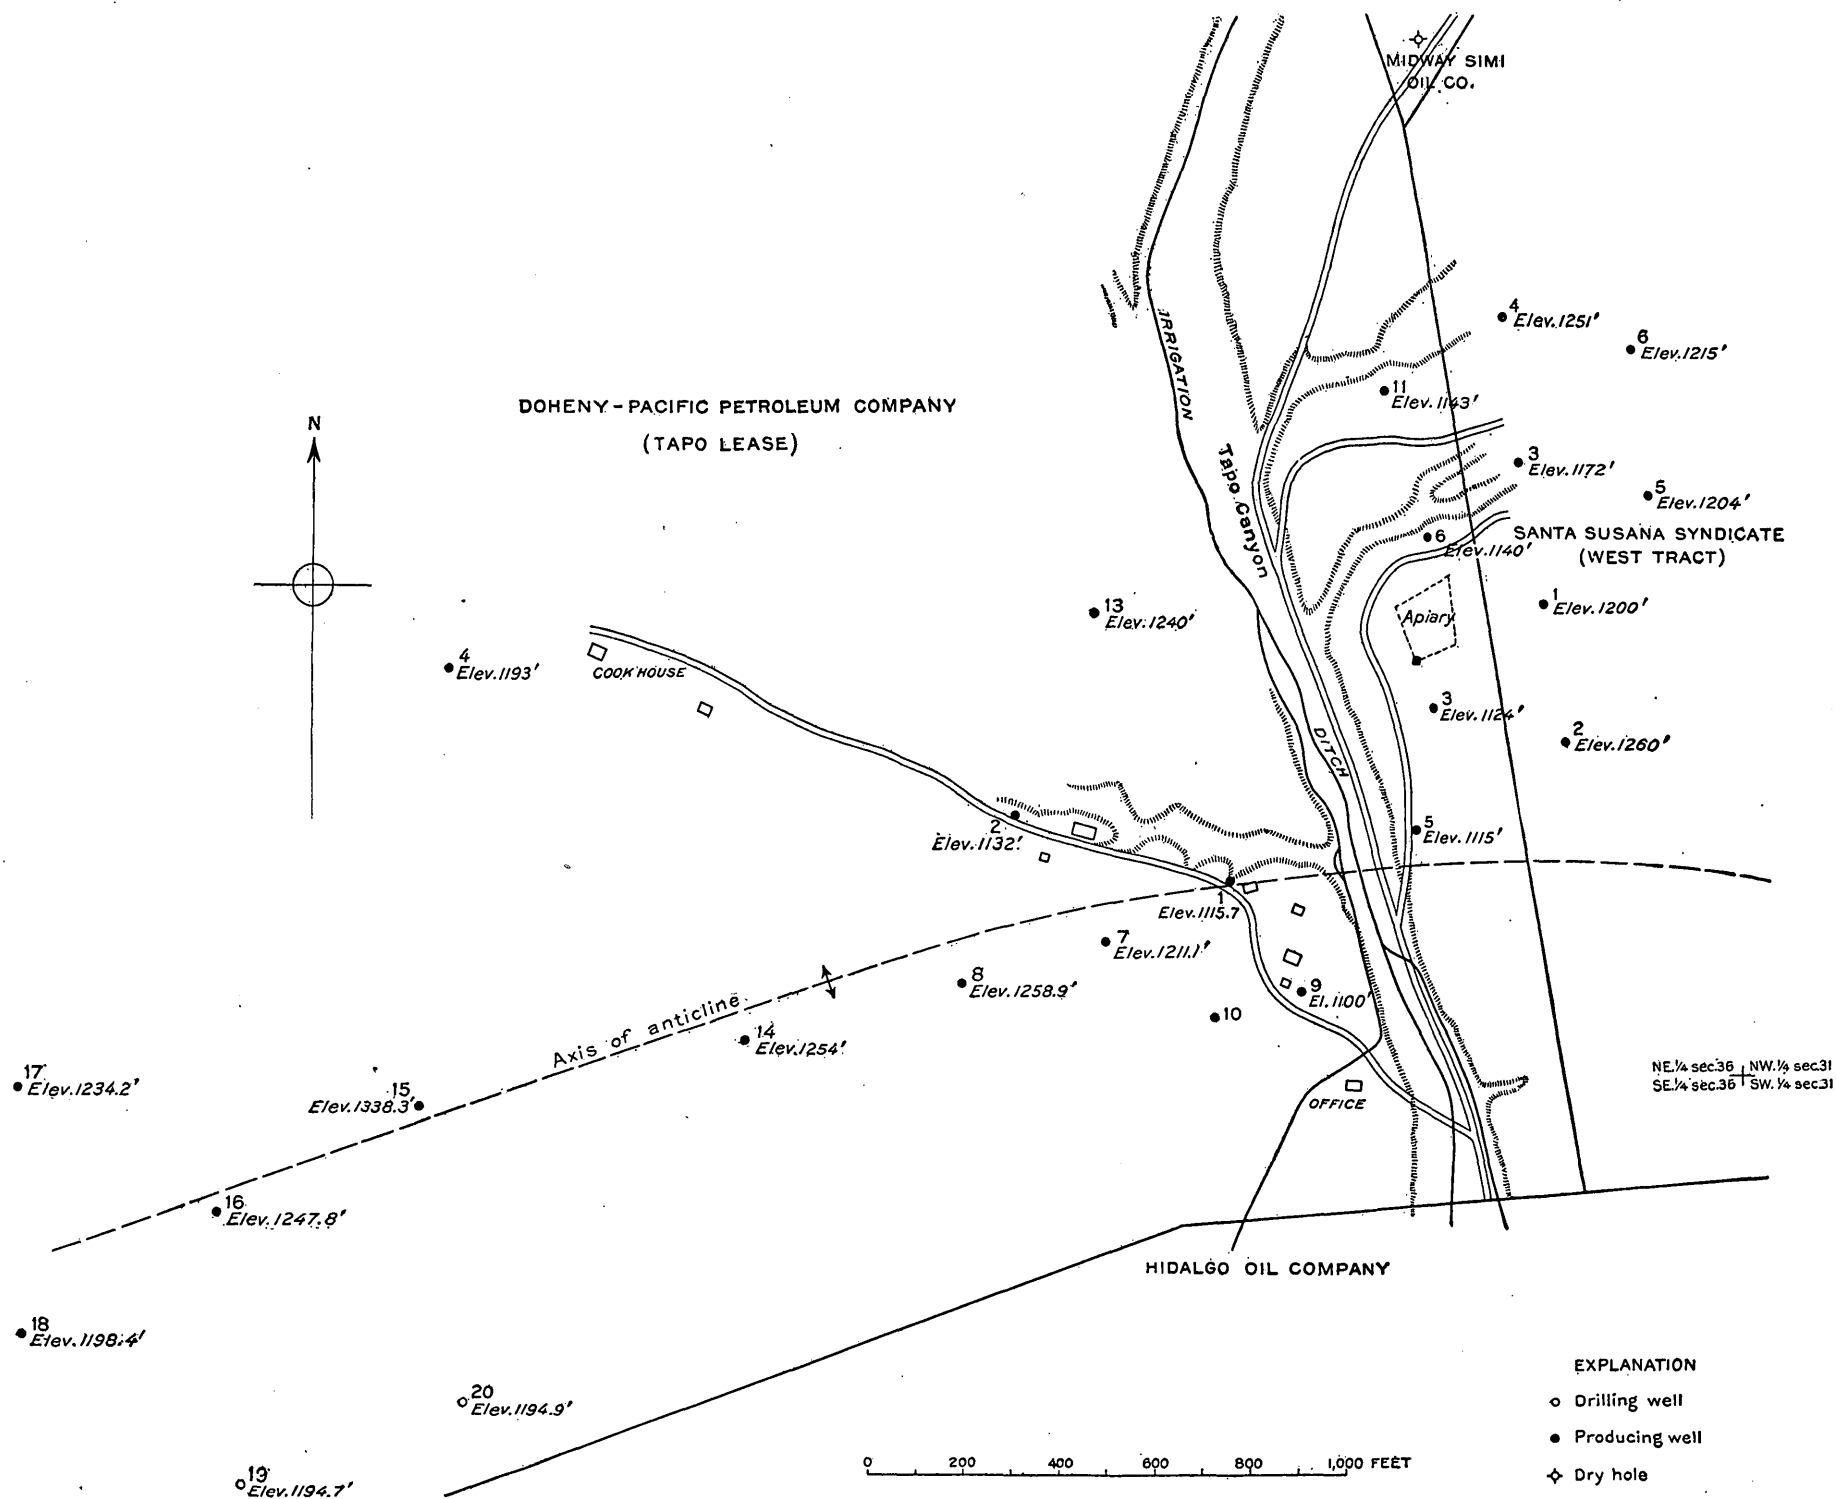 MIDWAY SIMI
OIL CO.
4
Elev. 1251'
6
Elev. 1215'
IRRIGATION
11
Elev. 1143'
DOHENY-PACIFIC PETROLEUM COMPANY
(TAPO LEASE)
N
Tapo Canyon
3
Elev. 1172'
5
Elev. 1204'
SANTA SUSANA SYNDICATE
(WEST TRACT)
6
Elev. 1140'
1
Elev. 1200'
Apiary
13
Elev. 1240'
4
Elev. 1193'
COOK HOUSE
3
Elev. 1124'
2
Elev. 1260'
DITCH
2
Elev. 1132'
5
Elev. 1115'
1
Elev. 1115.7
7
Elev. 1211.1'
8
Elev. 1258.9'
9
El. 1100'
10
Axis of anticline
14
Elev. 1254'
17
Elev. 1234.2'
15
Elev. 1338.3'
NE.¼ sec.36 NW.¼ sec.31
SE.¼ sec.36 SW.¼ sec.31
OFFICE
16
Elev. 1247.8'
HIDALGO OIL COMPANY
18
Elev. 1198.4'
20
Elev. 1194.9'
19
Elev. 1194.7'
EXPLANATION
Drilling well
Producing well
Dry hole
0 200 400 600 800 1,000 FEET